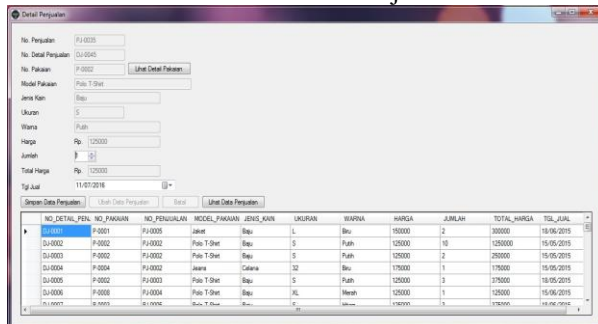 Detail Penjualan
No. Penjualan PJ-0035
No. Detail Penjualan DJ-0045
No. Pakaian P-0002 Lihat Detail Pakaian
Model Pakaian Polo T-Shirt
Jenis Kain Baju
Ukuran S
Warna Putih
Harga Rp. 125000
Jumlah
Total Harga Rp. 125000
Tgl Jual 11/07/2016
Simpan Data Penjualan Ubah Data Penjualan Batal Lihat Data Penjualan
NO_DETAIL_PENJ NO_PAKAIAN NO_PENJUALAN MODEL_PAKAIAN JENIS_KAIN UKURAN WARNA HARGA JUMLAH TOTAL_HARGA TGL_JUAL
DJ-0001 P-0001 PJ-0005 Jaket Baju L Biru 150000 2 300000 18/06/2015
DJ-0002 P-0002 PJ-0002 Polo T-Shirt Baju S Putih 125000 10 1250000 15/05/2015
DJ-0003 P-0002 PJ-0002 Polo T-Shirt Baju S Putih 125000 2 250000 15/05/2015
DJ-0004 P-0004 PJ-0002 Jeans Celana 32 Biru 175000 1 175000 15/05/2015
DJ-0005 P-0002 PJ-0003 Polo T-Shirt Baju S Putih 125000 3 375000 18/05/2015
DJ-0006 P-0008 PJ-0004 Polo T-Shirt Baju XL Merah 125000 1 125000 15/06/2015